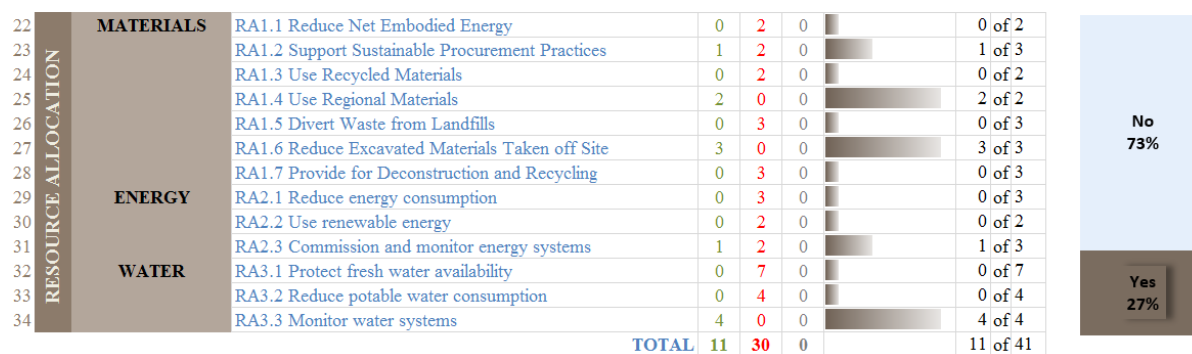 22 MATERIALS RA1.1 Reduce Net Embodied Energy 0 2 0 0 of 2
23 RA1.2 Support Sustainable Procurement Practices 1 2 0 1 of 3
24 RA1.3 Use Recycled Materials 0 2 0 0 of 2
25 RA1.4 Use Regional Materials 2 0 0 2 of 2
26 RA1.5 Divert Waste from Landfills 0 3 0 0 of 3
27 RA1.6 Reduce Excavated Materials Taken off Site 3 0 0 3 of 3
28 RA1.7 Provide for Deconstruction and Recycling 0 3 0 0 of 3
29 ENERGY RA2.1 Reduce energy consumption 0 3 0 0 of 3
30 RA2.2 Use renewable energy 0 2 0 0 of 2
31 RA2.3 Commission and monitor energy systems 1 2 0 1 of 3
32 WATER RA3.1 Protect fresh water availability 0 7 0 0 of 7
33 RA3.2 Reduce potable water consumption 0 4 0 0 of 4
34 RA3.3 Monitor water systems 4 0 0 4 of 4
TOTAL 11 30 0 11 of 41
RESOURCE ALLOCATION
No
73%
Yes
27%